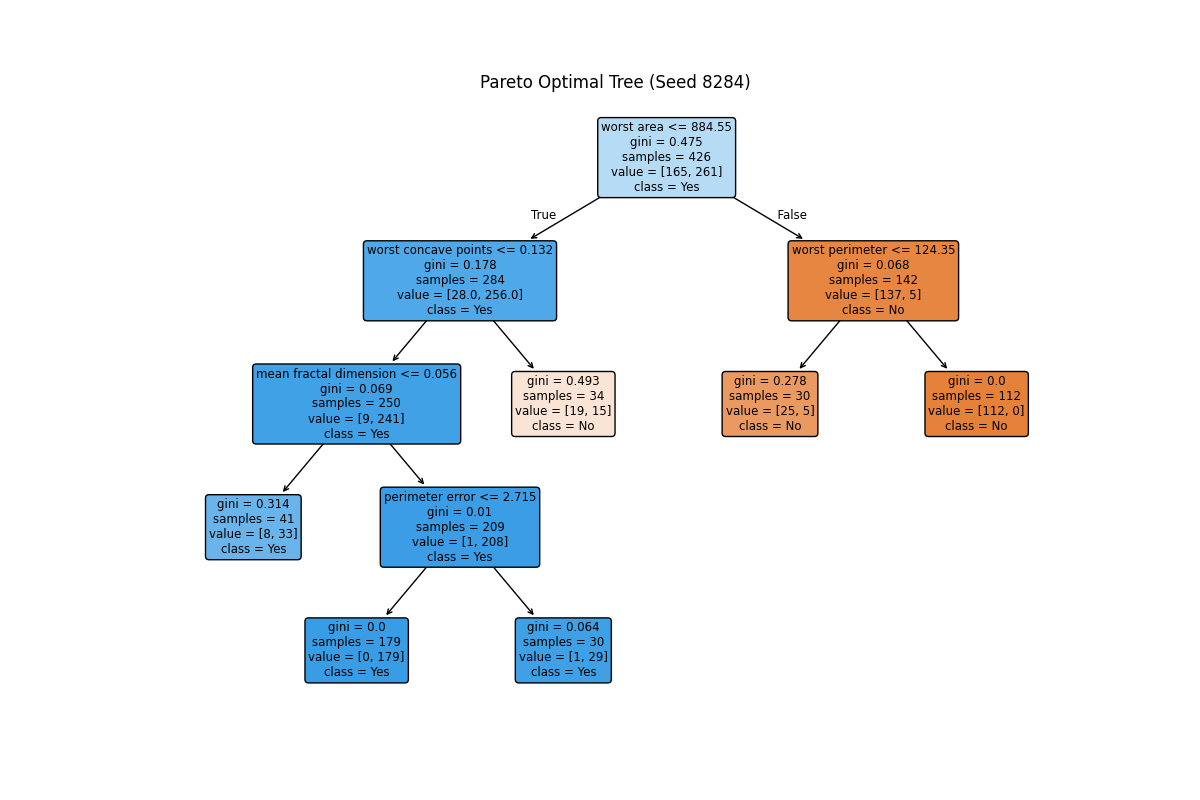 Pareto Optimal Tree (Seed 8284)
worst area <= 884.55
gini = 0.475
samples = 426
value = [165, 261]
class = Yes
True
False
worst concave points <= 0.132
gini = 0.178
samples = 284
value = [28.0, 256.0]
class = Yes
worst perimeter <= 124.35
gini = 0.068
samples = 142
value = [137, 5]
class = No
mean fractal dimension <= 0.056
gini = 0.069
samples = 250
value = [9, 241]
class = Yes
gini = 0.493
samples = 34
value = [19, 15]
class = No
gini = 0.278
samples = 30
value = [25, 5]
class = No
gini = 0.0
samples = 112
value = [112, 0]
class = No
gini = 0.314
samples = 41
value = [8, 33]
class = Yes
perimeter error <= 2.715
gini = 0.01
samples = 209
value = [1, 208]
class = Yes
gini = 0.0
samples = 179
value = [0, 179]
class = Yes
gini = 0.064
samples = 30
value = [1, 29]
class = Yes